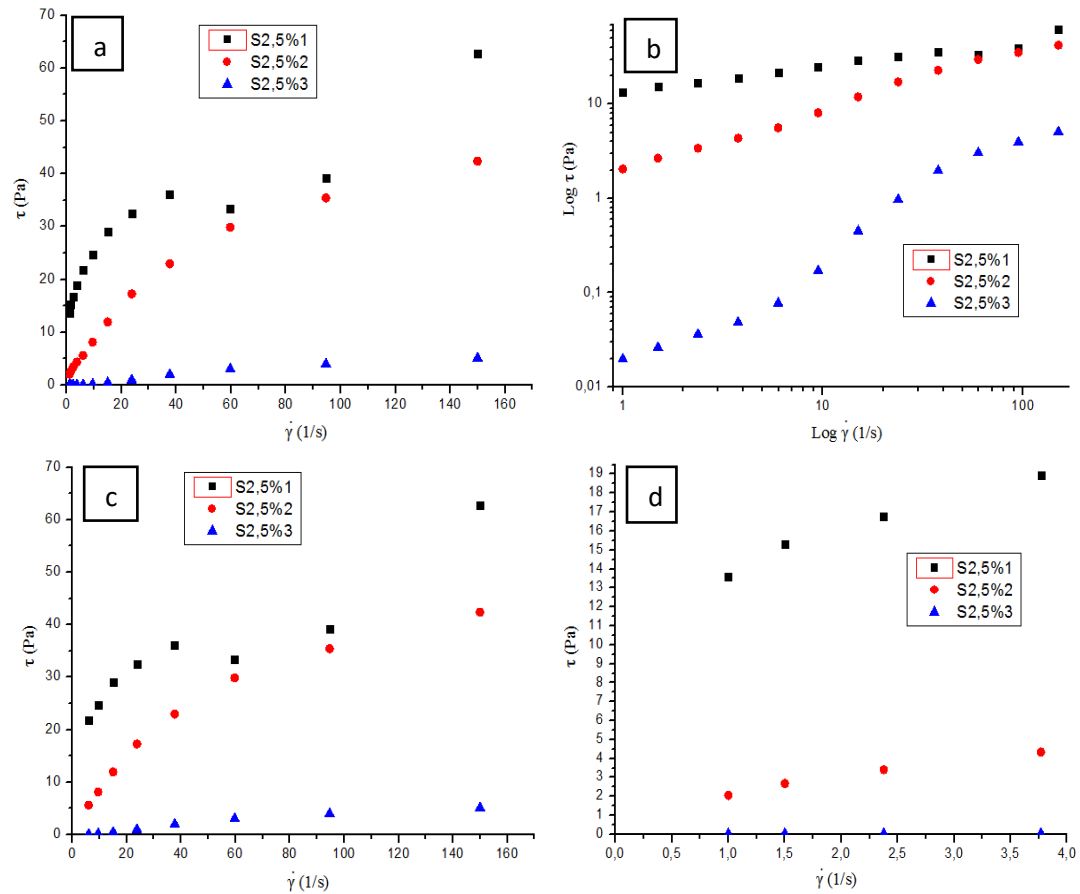 a
S2,5%1
S2,5%2
S2,5%3
70
60
50
40
30
20
10
0
τ (Pa)
0 20 40 60 80 100 120 140 160
γ̇ (1/s)
b
10
1
0,1
0,01
Log τ (Pa)
S2,5%1
S2,5%2
S2,5%3
1 10 100
Log γ̇ (1/s)
c
S2,5%1
S2,5%2
S2,5%3
70
60
50
40
30
20
10
0
τ (Pa)
0 20 40 60 80 100 120 140 160
γ̇ (1/s)
d
19
18
17
16
15
14
13
12
11
10
9
8
7
6
5
4
3
2
1
0
τ (Pa)
S2,5%1
S2,5%2
S2,5%3
0,0 0,5 1,0 1,5 2,0 2,5 3,0 3,5 4,0
γ̇ (1/s)